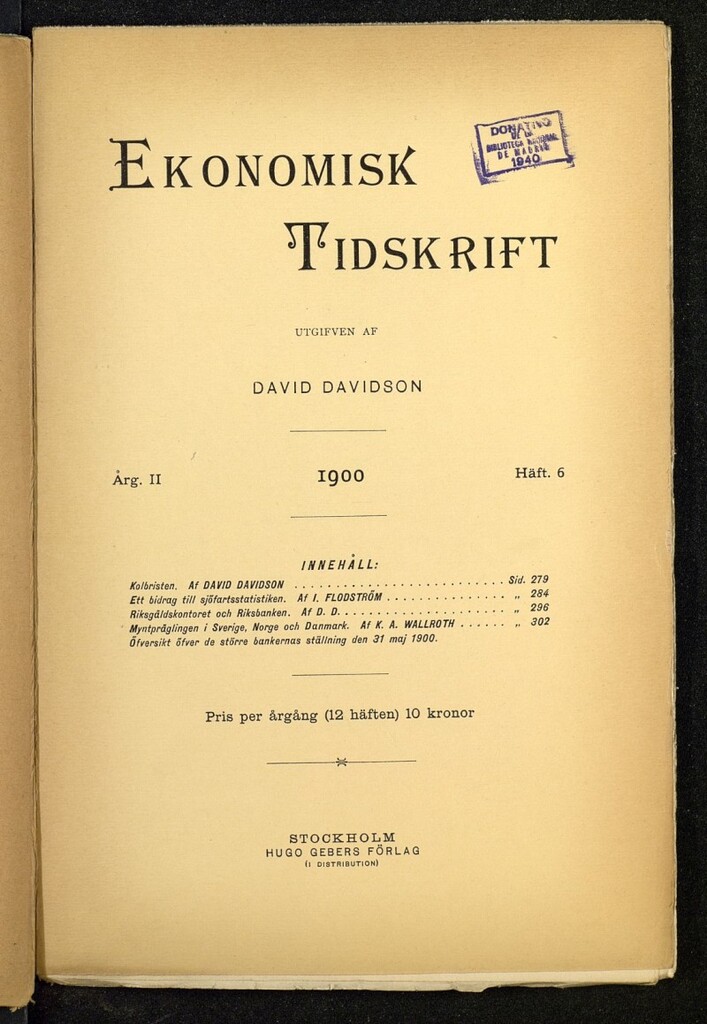 EKONOMISK
TIDSKRIFT
DONATIVO
DE LA
BIBLIOTECA NACIONAL
DE MADRID
1940
UTGIFVEN AF
DAVID DAVIDSON
Årg. II 1900 Häft. 6
INNEHÅLL:
Kolbristen. Af DAVID DAVIDSON . . . . . . . . . . . . . . . . . . . . . . . . . Sid. 279
Ett bidrag till sjöfartsstatistiken. Af I. FLODSTRÖM . . . . . . . . . . . . . . „ 284
Riksgäldskontoret och Riksbanken. Af D. D. . . . . . . . . . . . . . . . . . . . „ 296
Myntpräglingen i Sverige, Norge och Danmark. Af K. A. WALLROTH . . . . . . „ 302
Öfversikt öfver de större bankernas ställning den 31 maj 1900.
Pris per årgång (12 häften) 10 kronor
STOCKHOLM
HUGO GEBERS FÖRLAG
(I DISTRIBUTION)